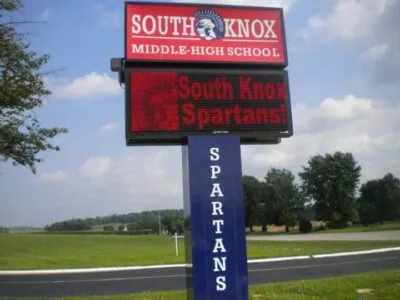 SOUTH KNOX
MIDDLE-HIGH SCHOOL
South Knox
Spartans!
SPARTANS